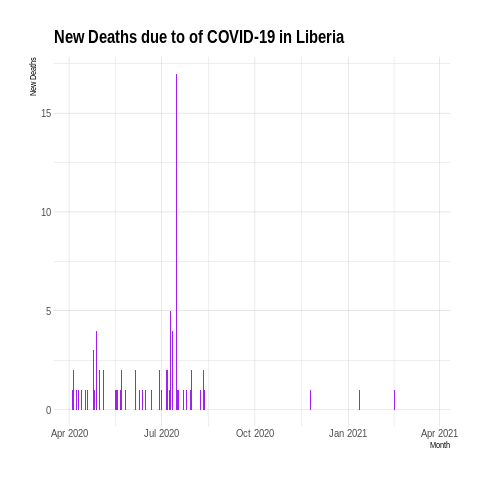 New Deaths due to of COVID-19 in Liberia
New Deaths
15
10
5
0
Apr 2020 Jul 2020 Oct 2020 Jan 2021 Apr 2021
Month